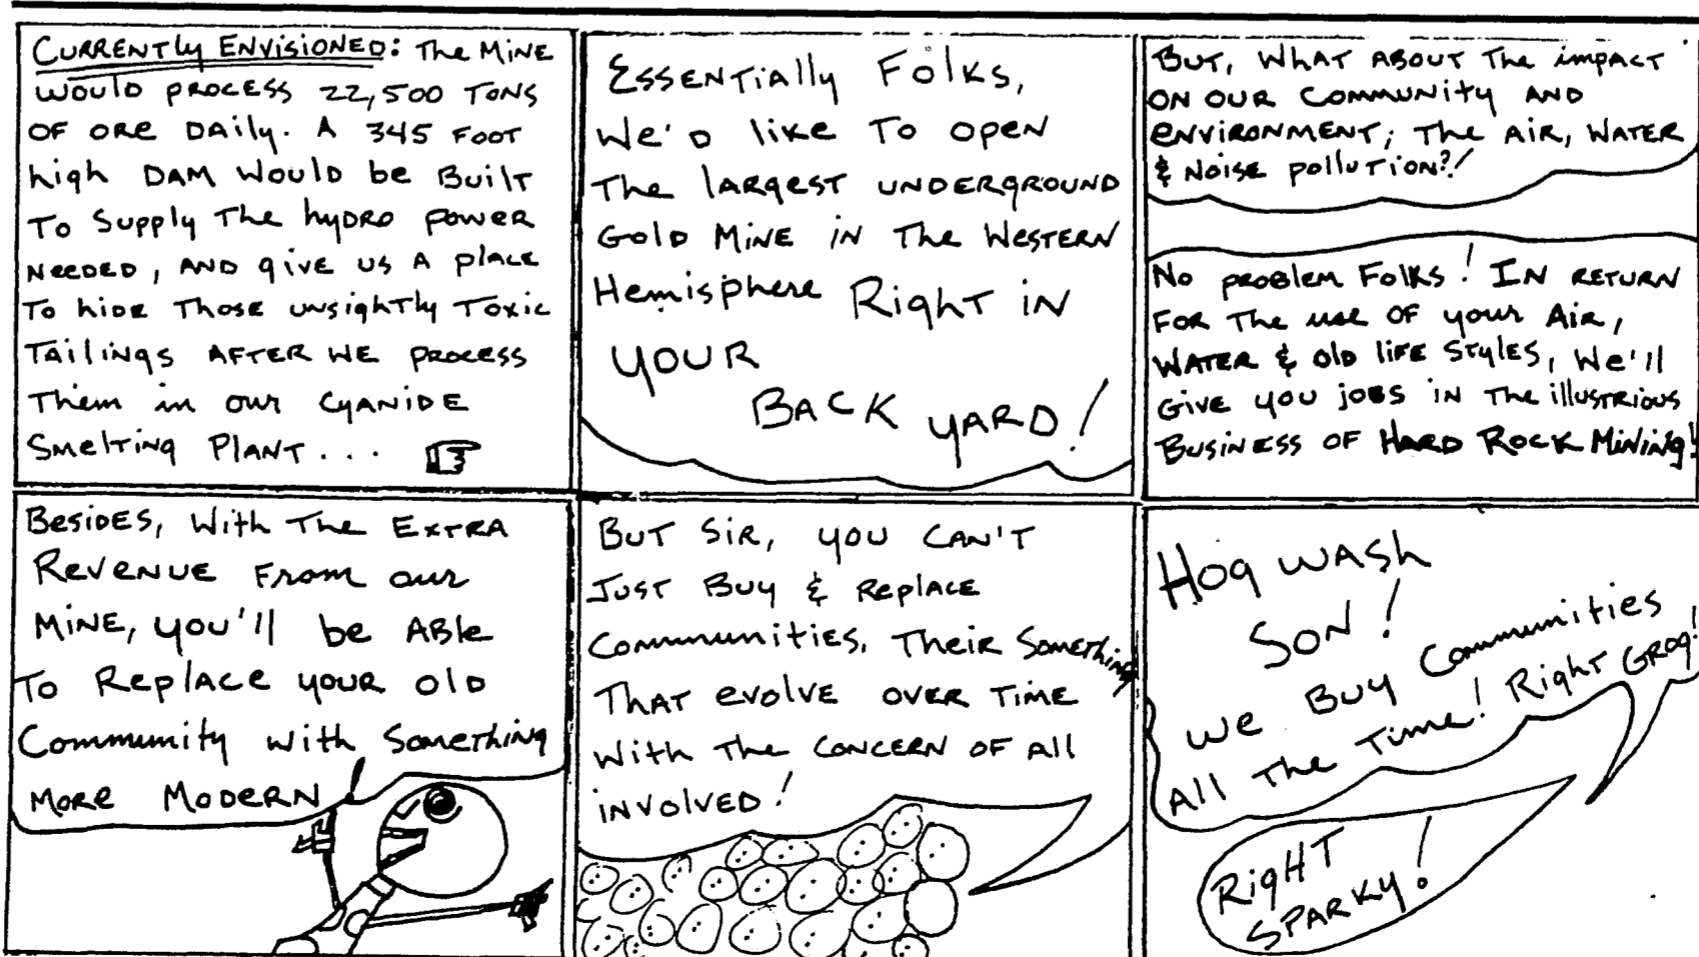 Currently Envisioned: The Mine
would process 22,500 tons
of ore daily. A 345 foot
high dam would be built
to supply the hydro power
needed, and give us a place
to hide those unsightly toxic
tailings after we process
them in our cyanide
smelting plant...
Essentially folks,
we'd like to open
the largest underground
gold mine in the Western
Hemisphere right in
your
back yard!
But, what about the impact
on our community and
environment; the air, water
& noise pollution?!
No problem folks! In return
for the use of your air,
water & old life styles, we'll
give you jobs in the illustrious
business of Hard Rock Mining!
Besides, with the extra
revenue from our
mine, you'll be able
to replace your old
community with something
more modern!
But sir, you can't
just buy & replace
communities, their something
that evolve over time
with the concern of all
involved!
Hog wash
son!
we buy communities
all the time! Right Grog!
Right
Sparky!